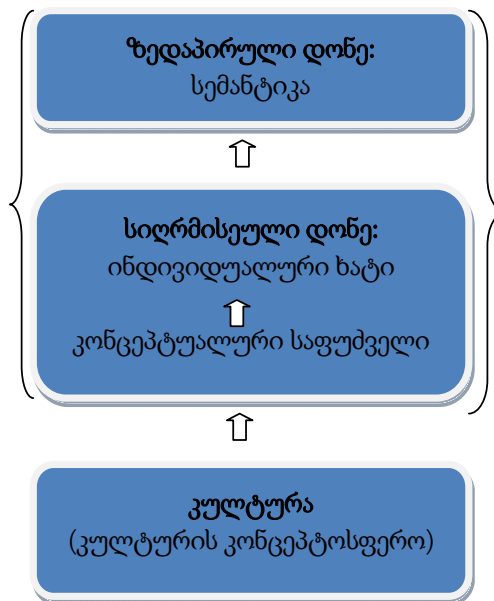 ზედაპირული დონე:
სემანტიკა
სიღრმისეული დონე:
ინდივიდუალური ხატი
კონცეპტუალური საფუძველი
კულტურა
(კულტურის კონცეპტოსფერო)